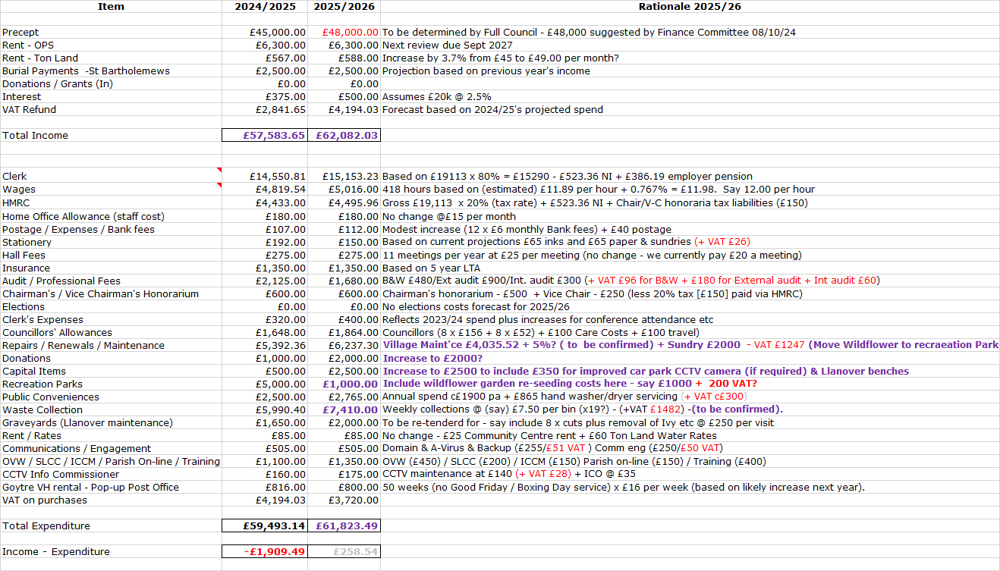 Item 2024/2025 2025/2026 Rationale 2025/26
Precept £45,000.00 £48,000.00 To be determined by Full Council - £48,000 suggested by Finance Committee 08/10/24
Rent - OPS £6,300.00 £6,300.00 Next review due Sept 2027
Rent - Ton Land £567.00 £588.00 Increase by 3.7% from £45 to £49.00 per month?
Burial Payments -St Bartholemews £2,500.00 £2,500.00 Projection based on previous year's income
Donations / Grants (In) £0.00 £0.00
Interest £375.00 £500.00 Assumes £20k @ 2.5%
VAT Refund £2,841.65 £4,194.03 Forecast based on 2024/25's projected spend
Total Income £57,583.65 £62,082.03
Clerk £14,550.81 £15,153.23 Based on £19113 x 80% = £15290 - £523.36 NI + £386.19 employer pension
Wages £4,819.54 £5,016.00 418 hours based on (estimated) £11.89 per hour + 0.767% = £11.98. Say 12.00 per hour
HMRC £4,433.00 £4,495.96 Gross £19,113 x 20% (tax rate) + £523.36 NI + Chair/V-C honoraria tax liabilities (£150)
Home Office Allowance (staff cost) £180.00 £180.00 No change @£15 per month
Postage / Expenses / Bank fees £107.00 £112.00 Modest increase (12 x £6 monthly Bank fees) + £40 postage
Stationery £192.00 £150.00 Based on current projections £65 inks and £65 paper & sundries (+ VAT £26)
Hall Fees £275.00 £275.00 11 meetings per year at £25 per meeting (no change - we currently pay £20 a meeting)
Insurance £1,350.00 £1,350.00 Based on 5 year LTA
Audit / Professional Fees £2,125.00 £1,680.00 B&W £480/Ext audit £900/Int. audit £300 (+ VAT £96 for B&W + £180 for External audit + Int audit £60)
Chairman's / Vice Chairman's Honorarium £600.00 £600.00 Chairman's honorarium - £500 + Vice Chair - £250 (less 20% tax [£150] paid via HMRC)
Elections £0.00 £0.00 No elections costs forecast for 2025/26
Clerk's Expenses £320.00 £400.00 Reflects 2023/24 spend plus increases for conference attendance etc
Councillors' Allowances £1,648.00 £1,864.00 Councillors (8 x £156 + 8 x £52) + £100 Care Costs + £100 travel)
Repairs / Renewals / Maintenance £5,392.36 £6,237.30 Village Maint'ce £4,035.52 + 5%? ( to be confirmed) + Sundry £2000 - VAT £1247 (Move Wildflower to recraeation Park
Donations £1,000.00 £2,000.00 Increase to £2000?
Capital Items £500.00 £2,500.00 Increase to £2500 to include £350 for improved car park CCTV camera (if required) & Llanover benches
Recreation Parks £5,000.00 £1,000.00 Include wildflower garden re-seeding costs here - say £1000 + 200 VAT?
Public Conveniences £2,500.00 £2,765.00 Annual spend c£1900 pa + £865 hand washer/dryer servicing (+ VAT c£300)
Waste Collection £5,990.40 £7,410.00 Weekly collections @ (say) £7.50 per bin (x19?) - (+VAT £1482) -(to be confirmed).
Graveyards (Llanover maintenance) £1,650.00 £2,000.00 To be re-tenderd for - say include 8 x cuts plus removal of Ivy etc @ £250 per visit
Rent / Rates £85.00 £85.00 No change - £25 Community Centre rent + £60 Ton Land Water Rates
Communications / Engagement £505.00 £505.00 Domain & A-Virus & Backup (£255/£51 VAT ) Comm eng (£250/£50 VAT)
OVW / SLCC / ICCM / Parish On-line / Training £1,100.00 £1,350.00 OVW (£450) / SLCC (£200) / ICCM (£150) Parish on-line (£150) / Training (£400)
CCTV Info Commissioner £160.00 £175.00 CCTV maintenance at £140 (+ VAT £28) + ICO @ £35
Goytre VH rental - Pop-up Post Office £816.00 £800.00 50 weeks (no Good Friday / Boxing Day service) x £16 per week (based on likely increase next year).
VAT on purchases £4,194.03 £3,720.00
Total Expenditure £59,493.14 £61,823.49
Income - Expenditure -£1,909.49 £258.54